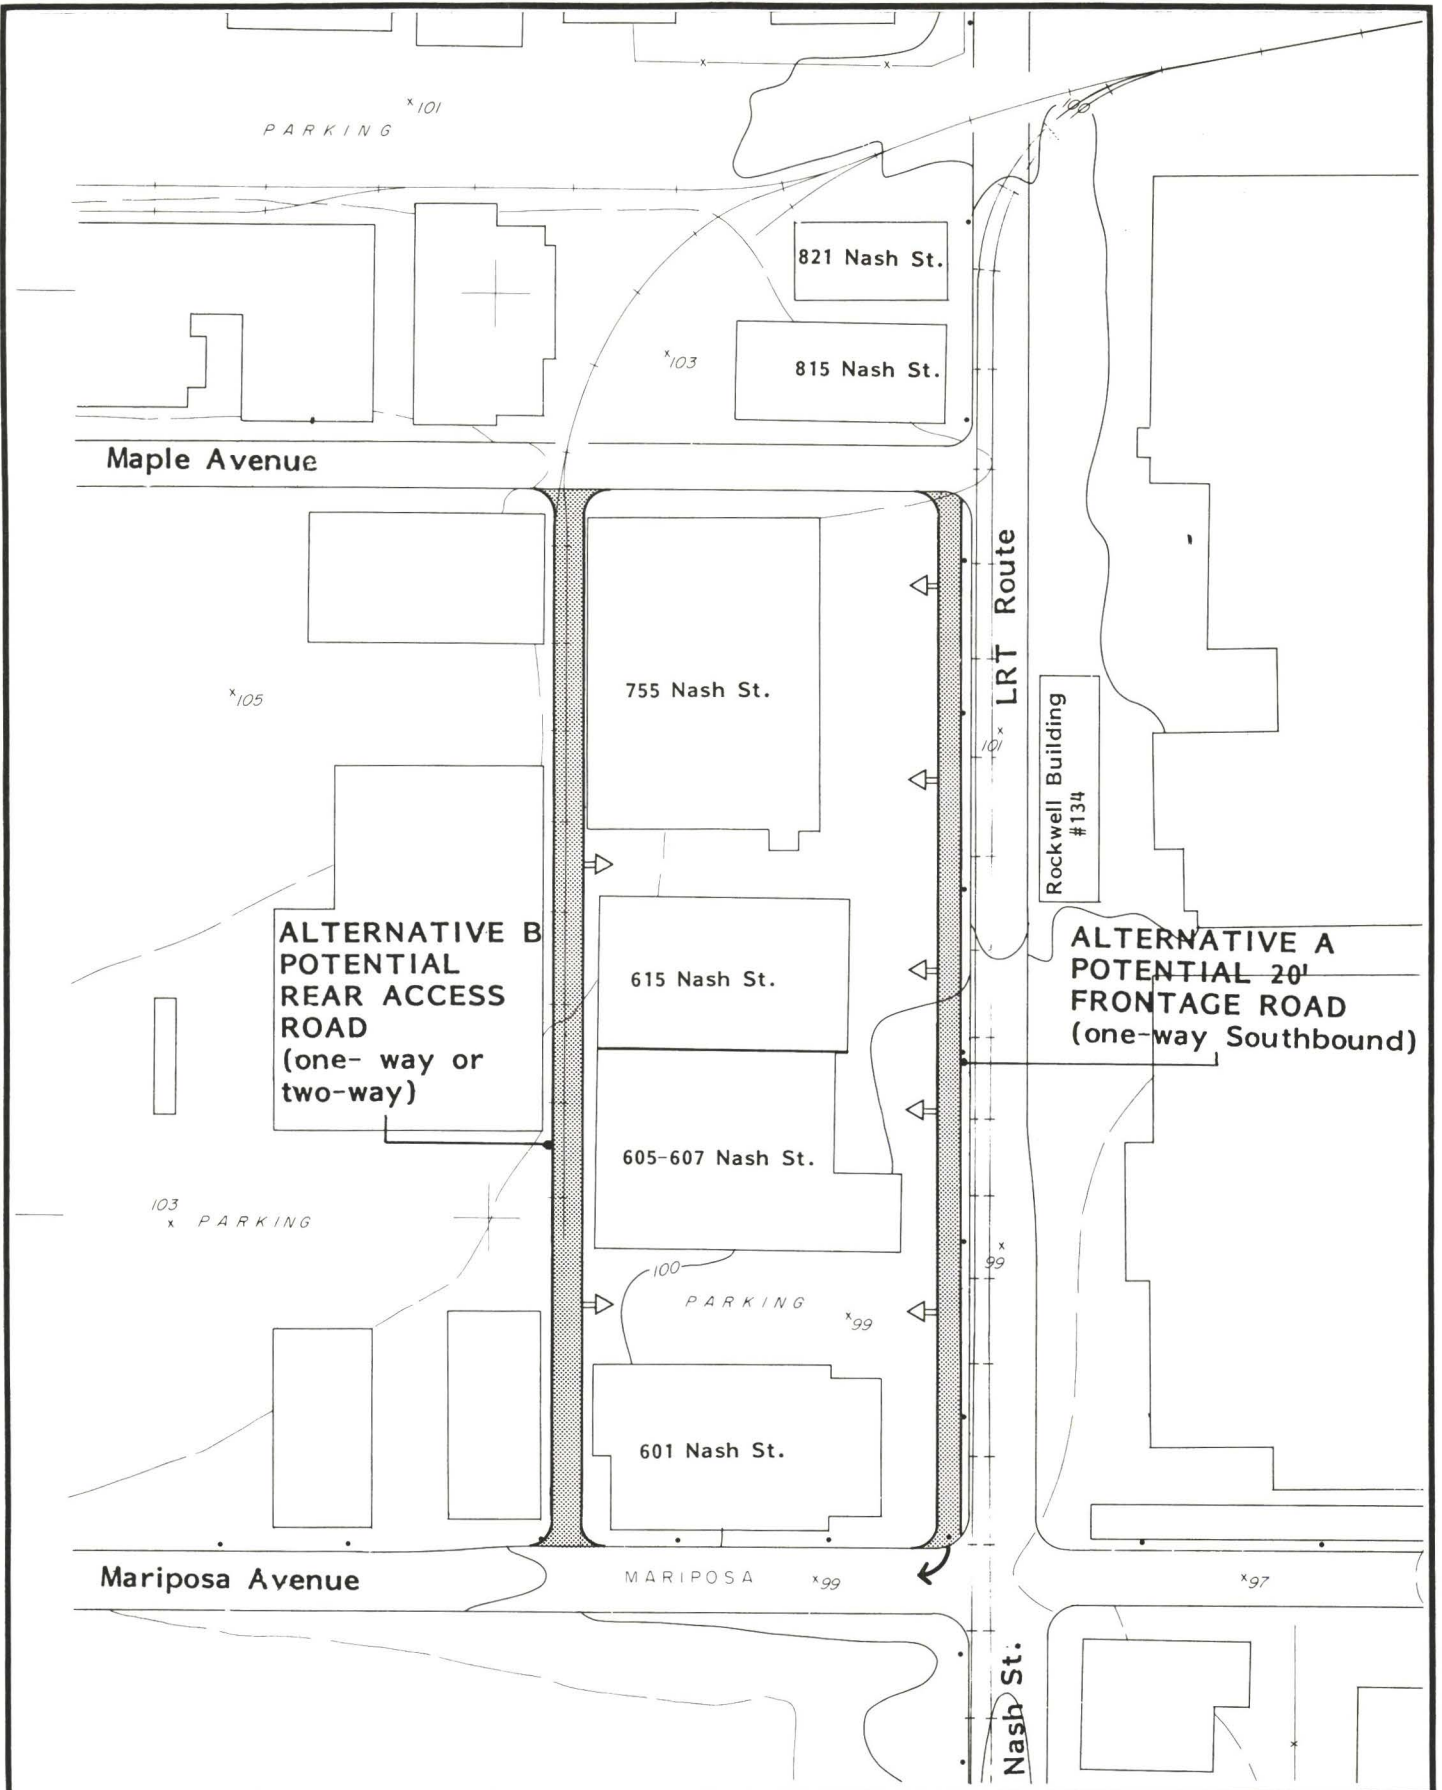 101
PARKING
821 Nash St.
815 Nash St.
103
Maple Avenue
LRT Route
755 Nash St.
105
101
Rockwell Building
#134
ALTERNATIVE B
POTENTIAL
REAR ACCESS
ROAD
(one- way or
two-way)
615 Nash St.
ALTERNATIVE A
POTENTIAL 20'
FRONTAGE ROAD
(one-way Southbound)
605-607 Nash St.
103
PARKING
99
100
PARKING
99
601 Nash St.
Mariposa Avenue
MARIPOSA
99
97
Nash St.